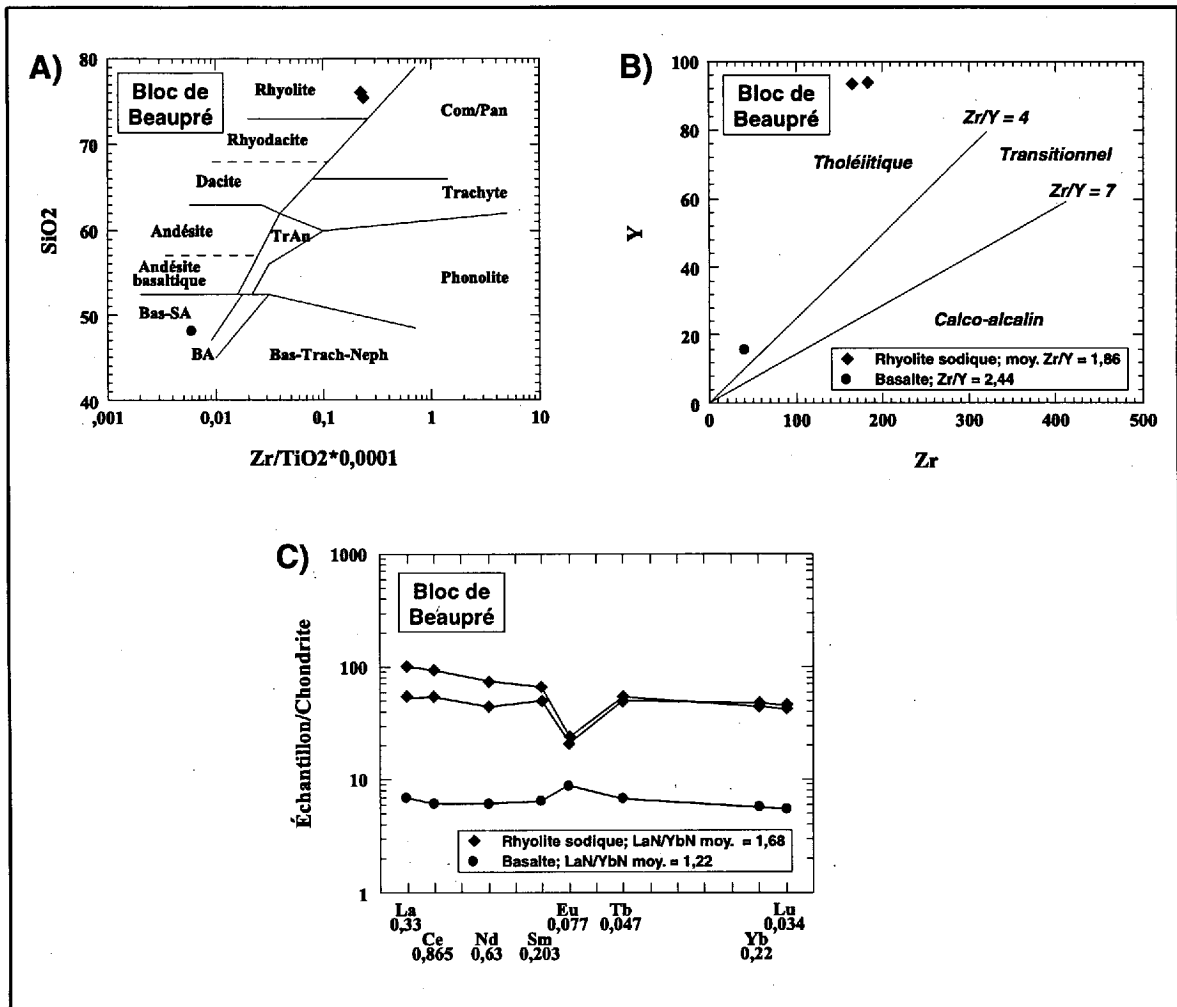 A)
Bloc de
Beaupré
SiO2
80
70
60
50
40
Rhyolite
Com/Pan
Rhyodacite
Dacite
Trachyte
Andésite
TrAn
Andésite
basaltique
Phonolite
Bas-SA
BA
Bas-Trach-Neph
,001
0,01
0,1
1
10
Zr/TiO2*0,0001
B)
Bloc de
Beaupré
Y
100
80
60
40
20
0
Zr/Y = 4
Tholéiitique
Transitionnel
Zr/Y = 7
Calco-alcalin
Rhyolite sodique; moy. Zr/Y = 1,86
Basalte; Zr/Y = 2,44
0
100
200
300
400
500
Zr
C)
Bloc de
Beaupré
Échantillon/Chondrite
1000
100
10
1
Rhyolite sodique; LaN/YbN moy. = 1,68
Basalte; LaN/YbN moy. = 1,22
La
0,33
Ce
0,865
Nd
0,63
Sm
0,203
Eu
0,077
Tb
0,047
Yb
0,22
Lu
0,034